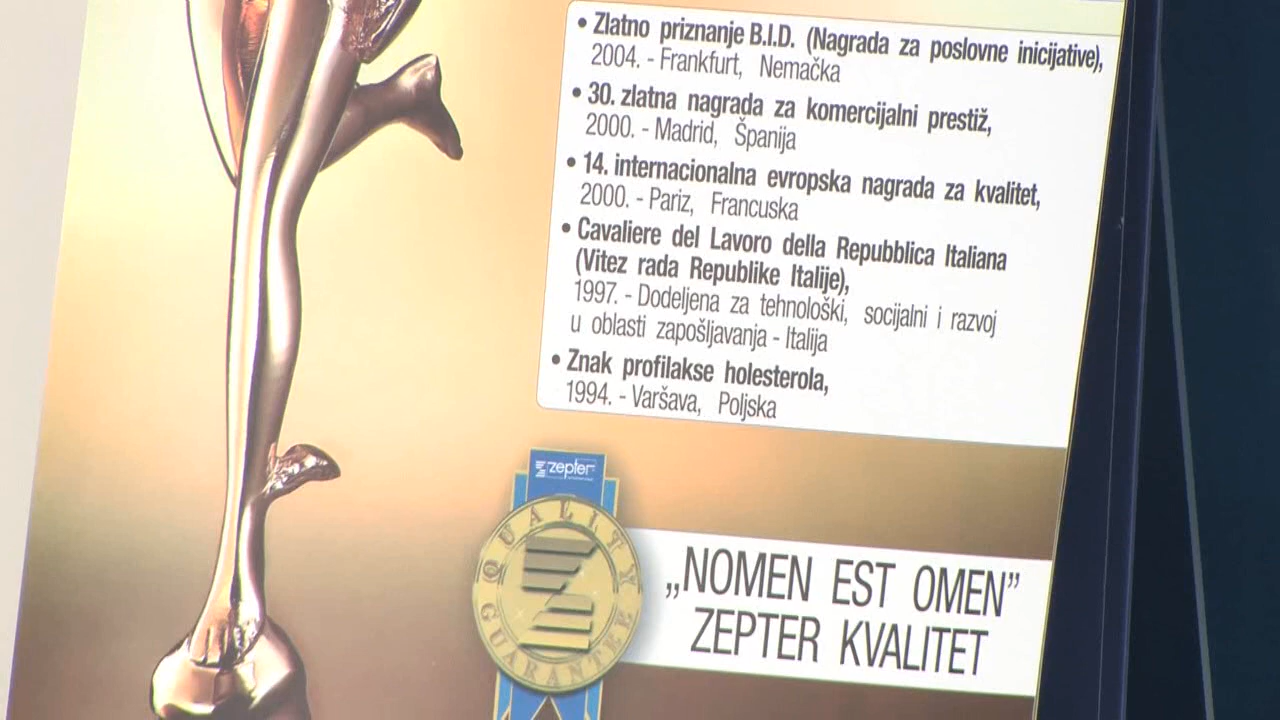 • Zlatno priznanje B.I.D. (Nagrada za poslovne inicijative),
2004. - Frankfurt, Nemačka
• 30. zlatna nagrada za komercijalni prestiž,
2000. - Madrid, Španija
• 14. internacionalna evropska nagrada za kvalitet,
2000. - Pariz, Francuska
• Cavaliere del Lavoro della Repubblica Italiana
(Vitez rada Republike Italije),
1997. - Dodeljena za tehnološki, socijalni i razvoj
u oblasti zapošljavanja - Italija
• Znak profilakse holesterola,
1994. - Varšava, Poljska
zepter
QUALITY
GUARANTEE
„NOMEN EST OMEN”
ZEPTER KVALITET